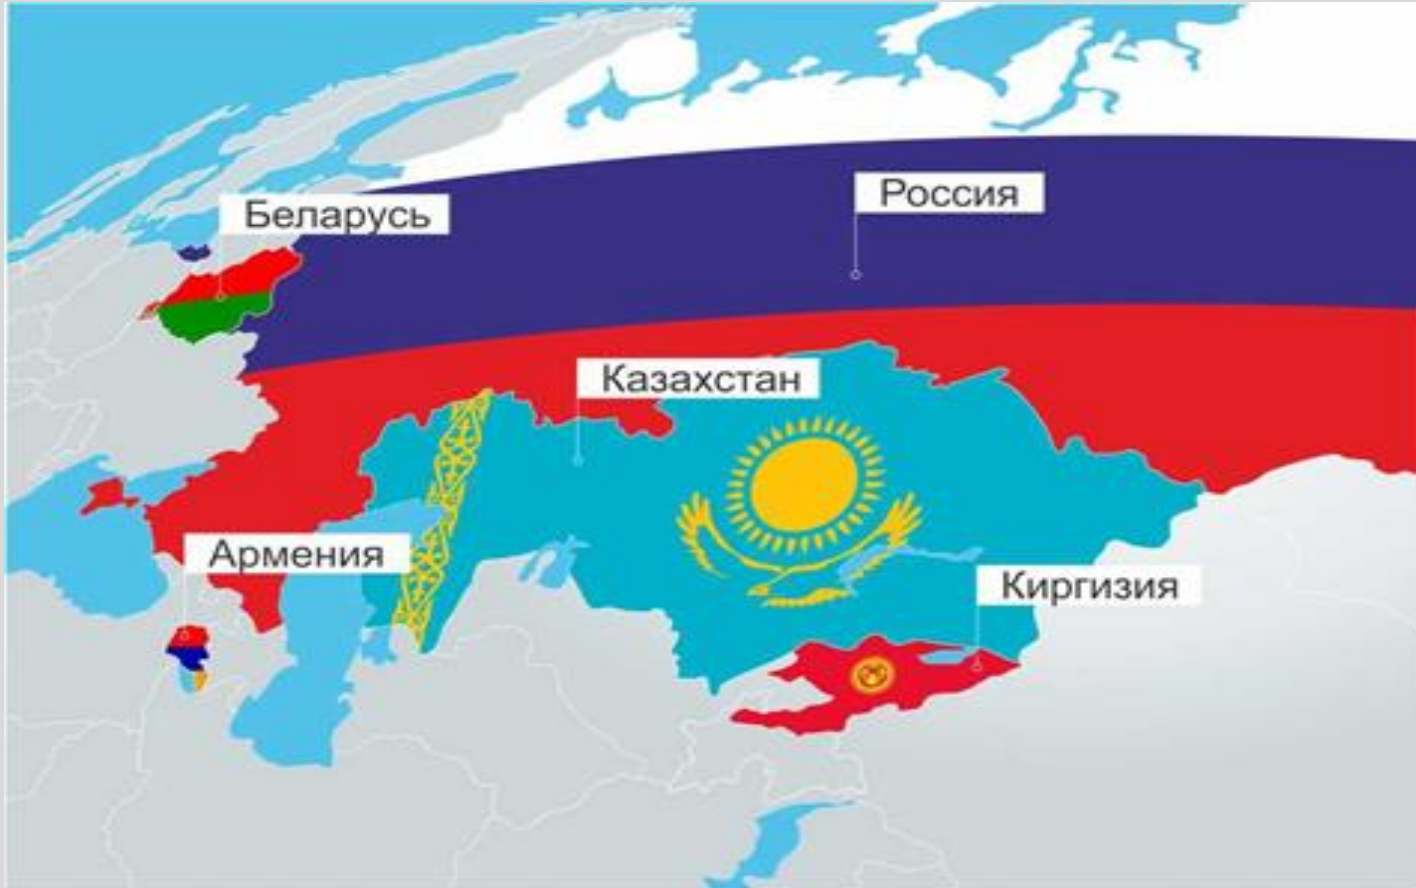 Россия
Беларусь
Казахстан
Армения
Киргизия